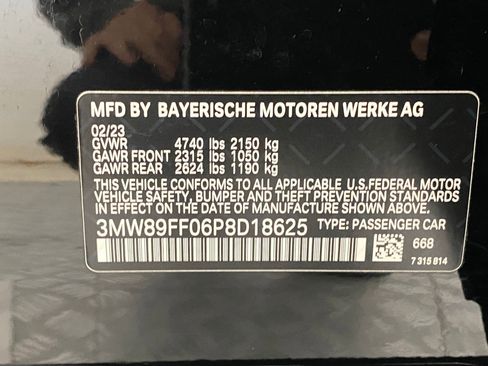 MFD BY BAYERISCHE MOTOREN WERKE AG
02/23
GVWR 4740 lbs 2150 kg
GAWR FRONT 2315 lbs 1050 kg
GAWR REAR 2624 lbs 1190 kg
THIS VEHICLE CONFORMS TO ALL APPLICABLE U.S.FEDERAL MOTOR
VEHICLE SAFETY, BUMPER, AND THEFT PREVENTION STANDARDS
IN EFFECT ON THE DATE OF MANUFACTURE SHOWN ABOVE.
3MW89FF06P8D18625 TYPE: PASSENGER CAR
668
7 315 814